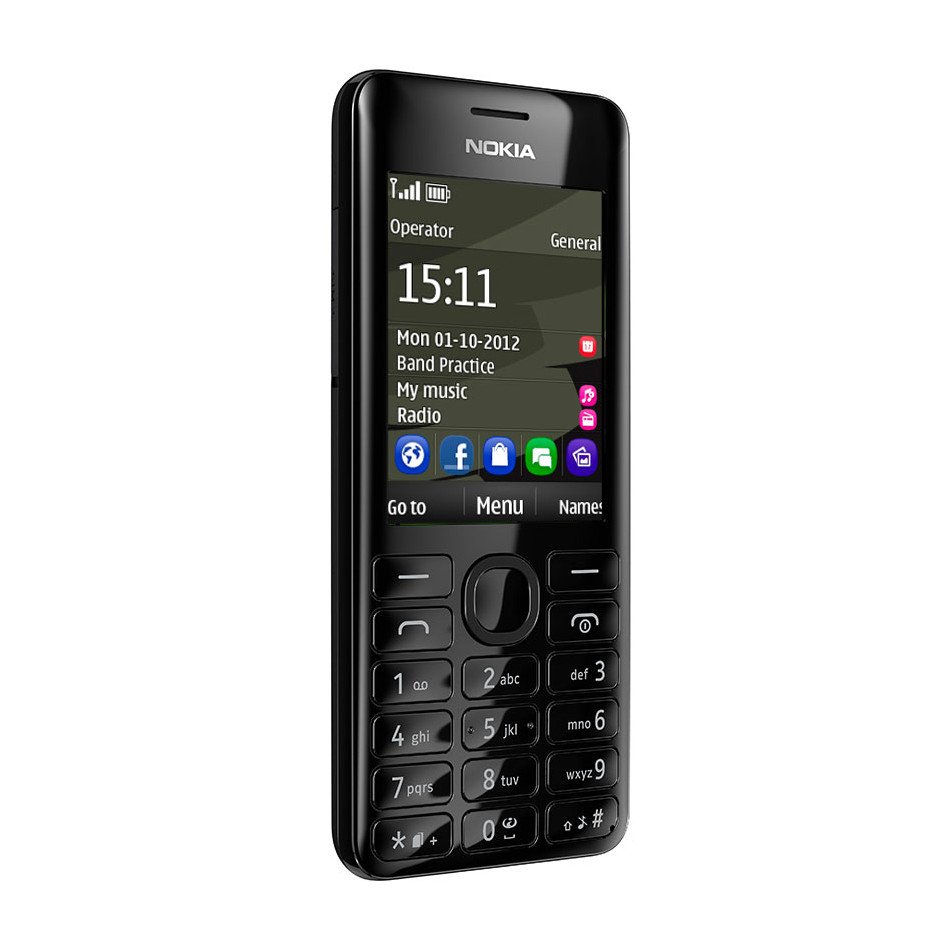 NOKIA
Operator
General
15:11
Mon 01-10-2012
Band Practice
My music
Radio
f
Go to Menu Names
1
2 abc
def 3
4 ghi
5 jkl
mno 6
7 pqrs
8 tuv
wxyz 9
* +
0
#